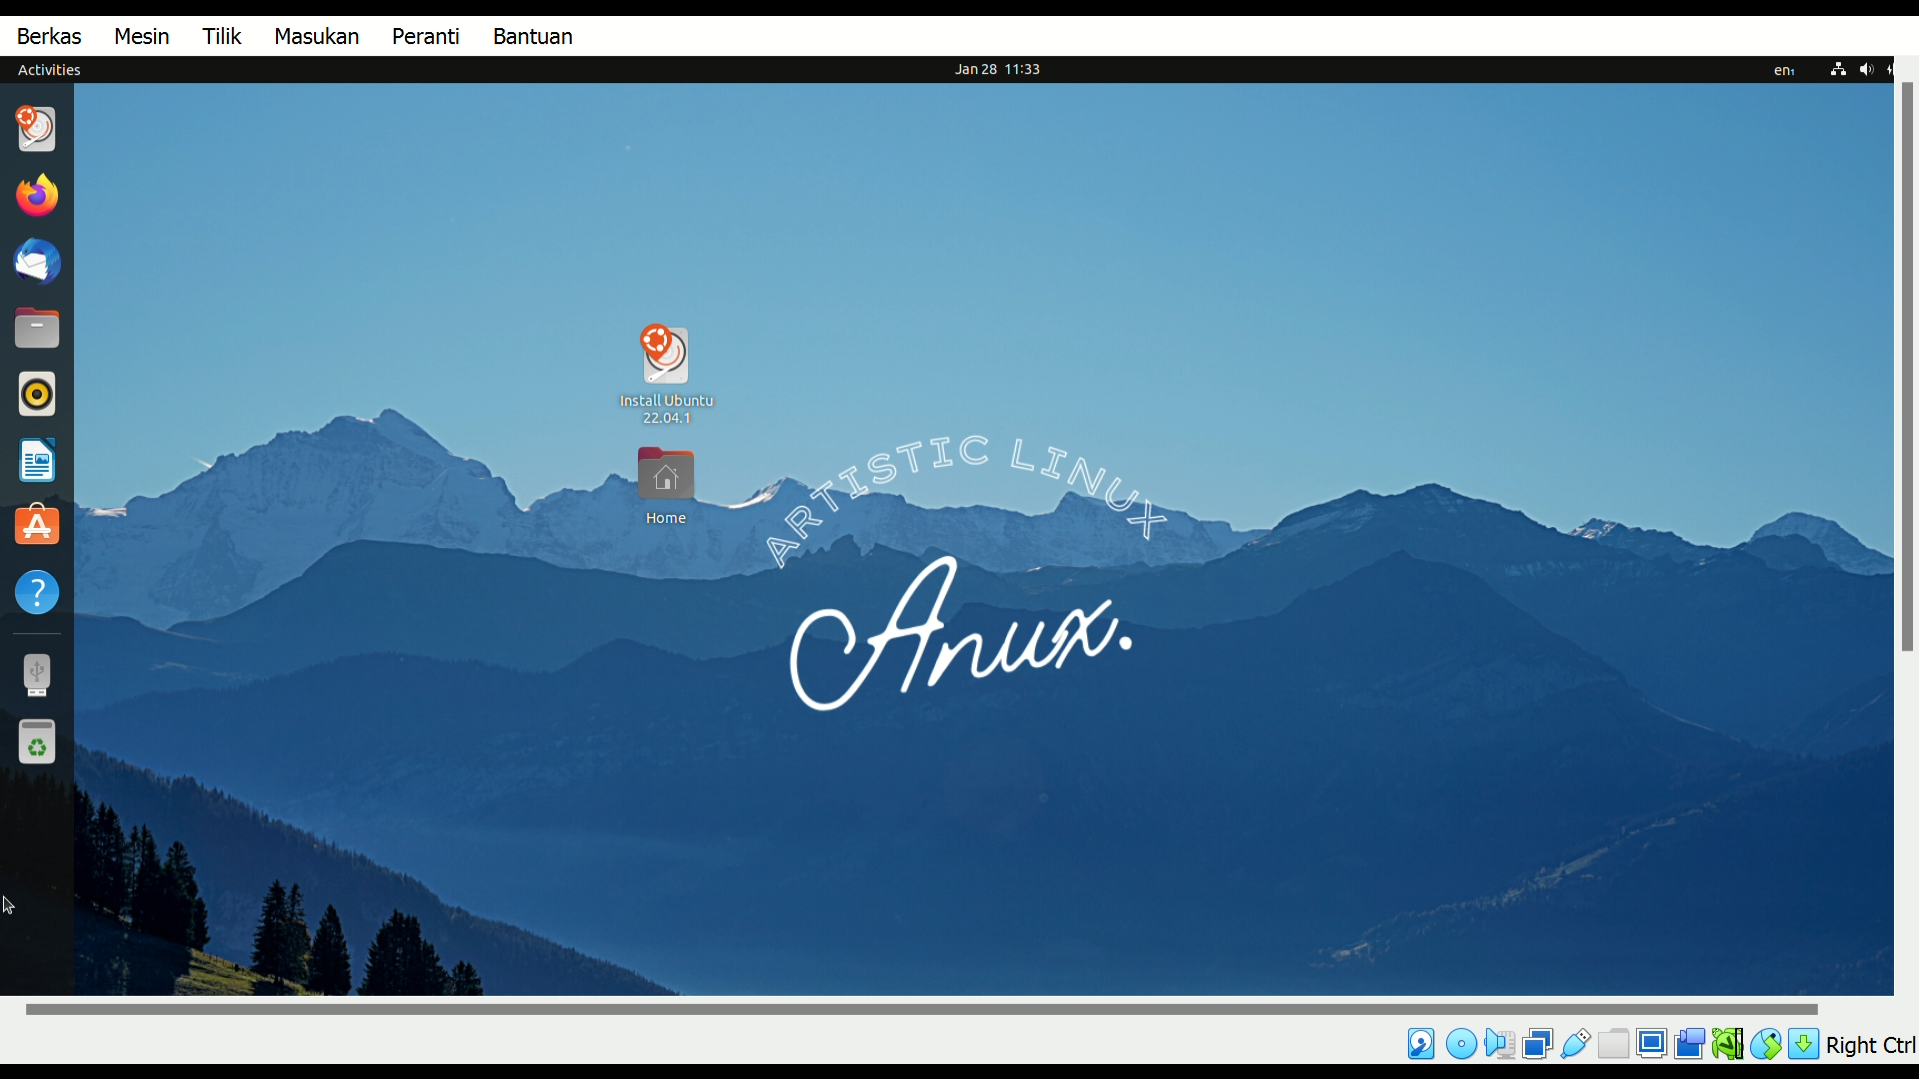 Berkas Mesin Tilik Masukan Peranti Bantuan
Activities Jan 28 11:33 en₁
Install Ubuntu
22.04.1
Home
ARTISTIC LINUX
Anux.
Right Ctrl